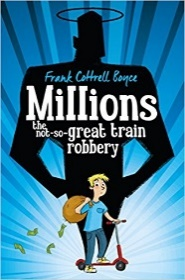 Frank Cottrell Boyce
Millions
the
not-so-great train
robbery